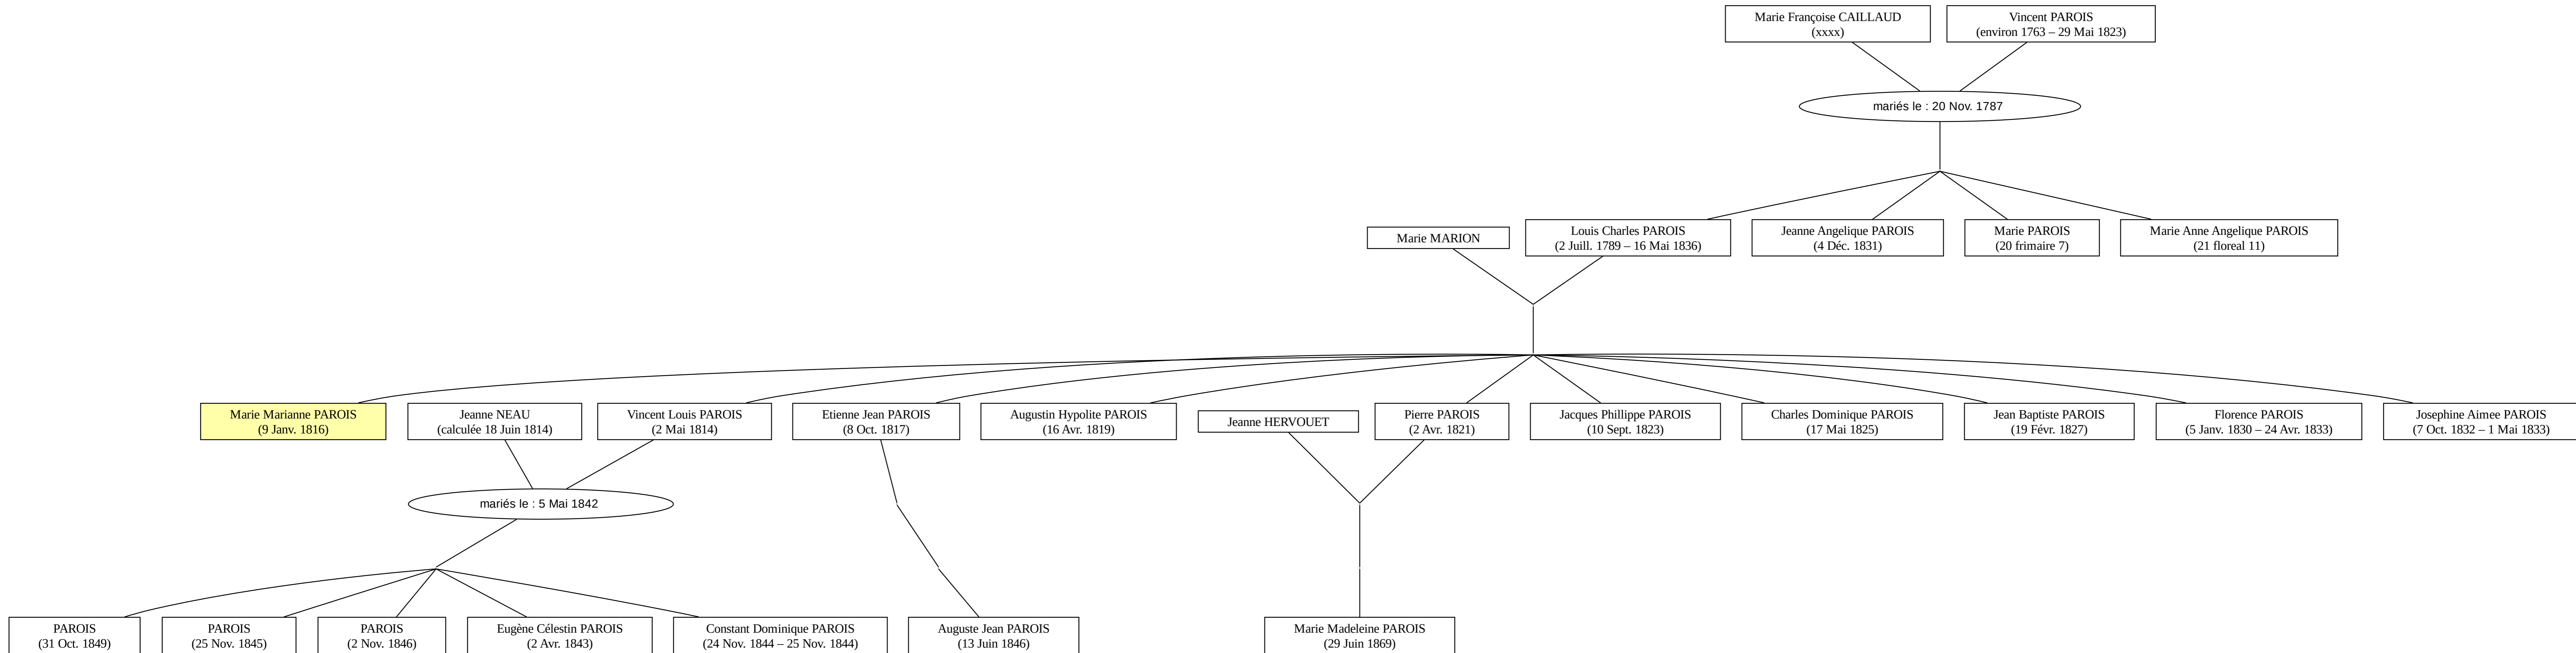 Marie Françoise CAILLAUD
(xxxx)
Vincent PAROIS
(environ 1763 – 29 Mai 1823)
mariés le : 20 Nov. 1787
Marie MARION
Louis Charles PAROIS
(2 Juill. 1789 – 16 Mai 1836)
Jeanne Angelique PAROIS
(4 Déc. 1831)
Marie PAROIS
(20 frimaire 7)
Marie Anne Angelique PAROIS
(21 floreal 11)
Marie Marianne PAROIS
(9 Janv. 1816)
Jeanne NEAU
(calculée 18 Juin 1814)
Vincent Louis PAROIS
(2 Mai 1814)
Etienne Jean PAROIS
(8 Oct. 1817)
Augustin Hypolite PAROIS
(16 Avr. 1819)
Jeanne HERVOUET
Pierre PAROIS
(2 Avr. 1821)
Jacques Phillippe PAROIS
(10 Sept. 1823)
Charles Dominique PAROIS
(17 Mai 1825)
Jean Baptiste PAROIS
(19 Févr. 1827)
Florence PAROIS
(5 Janv. 1830 – 24 Avr. 1833)
Josephine Aimee PAROIS
(7 Oct. 1832 – 1 Mai 1833)
mariés le : 5 Mai 1842
PAROIS
(31 Oct. 1849)
PAROIS
(25 Nov. 1845)
PAROIS
(2 Nov. 1846)
Eugène Célestin PAROIS
(2 Avr. 1843)
Constant Dominique PAROIS
(24 Nov. 1844 – 25 Nov. 1844)
Auguste Jean PAROIS
(13 Juin 1846)
Marie Madeleine PAROIS
(29 Juin 1869)